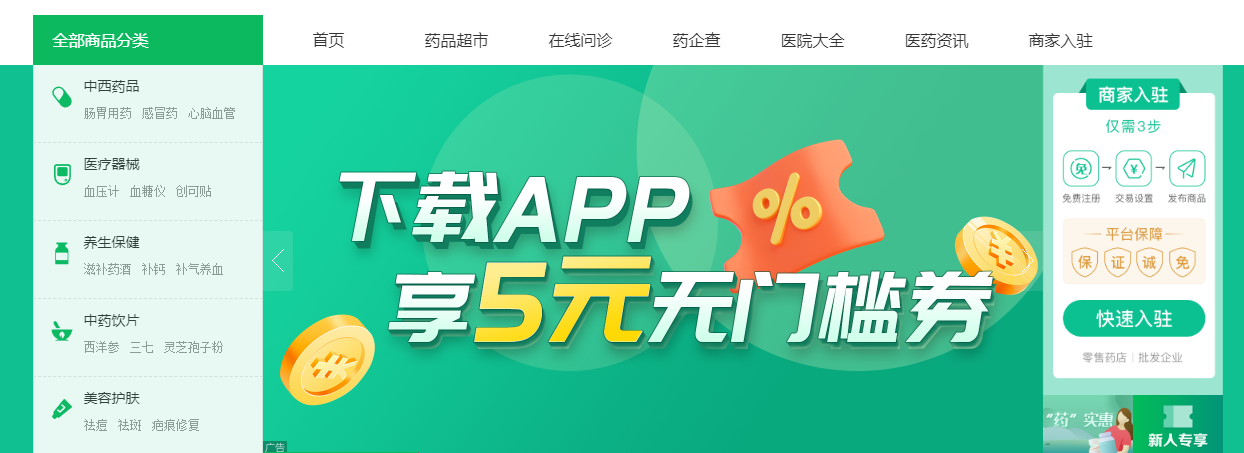 全部商品分类 首页 药品超市 在线问诊 药企查 医院大全 医药资讯 商家入驻
中西药品
肠胃用药 感冒药 心脑血管
医疗器械
血压计 血糖仪 创可贴
养生保健
滋补药酒 补钙 补气养血
中药饮片
西洋参 三七 灵芝孢子粉
美容护肤
祛痘 祛斑 疤痕修复
下载APP
享5元无门槛券
%
广告
商家入驻
仅需3步
免 ¥
免费注册 交易设置 发布商品
平台保障
保 证 诚 免
快速入驻
零售药店 | 批发企业
“药”实惠
新人专享